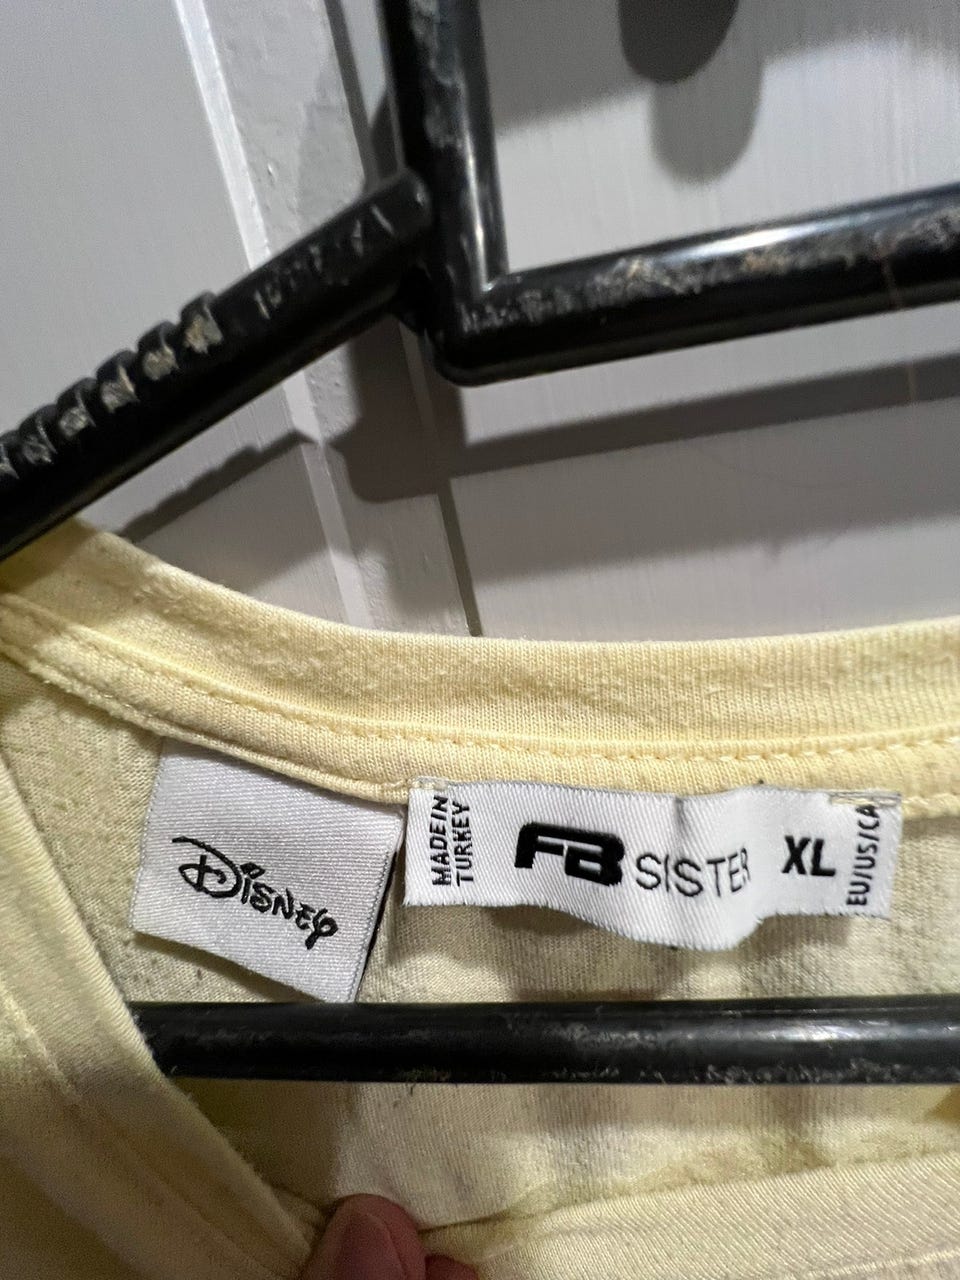 Disney
MADE IN
TURKEY
FB SISTER
XL
EU/US/CA